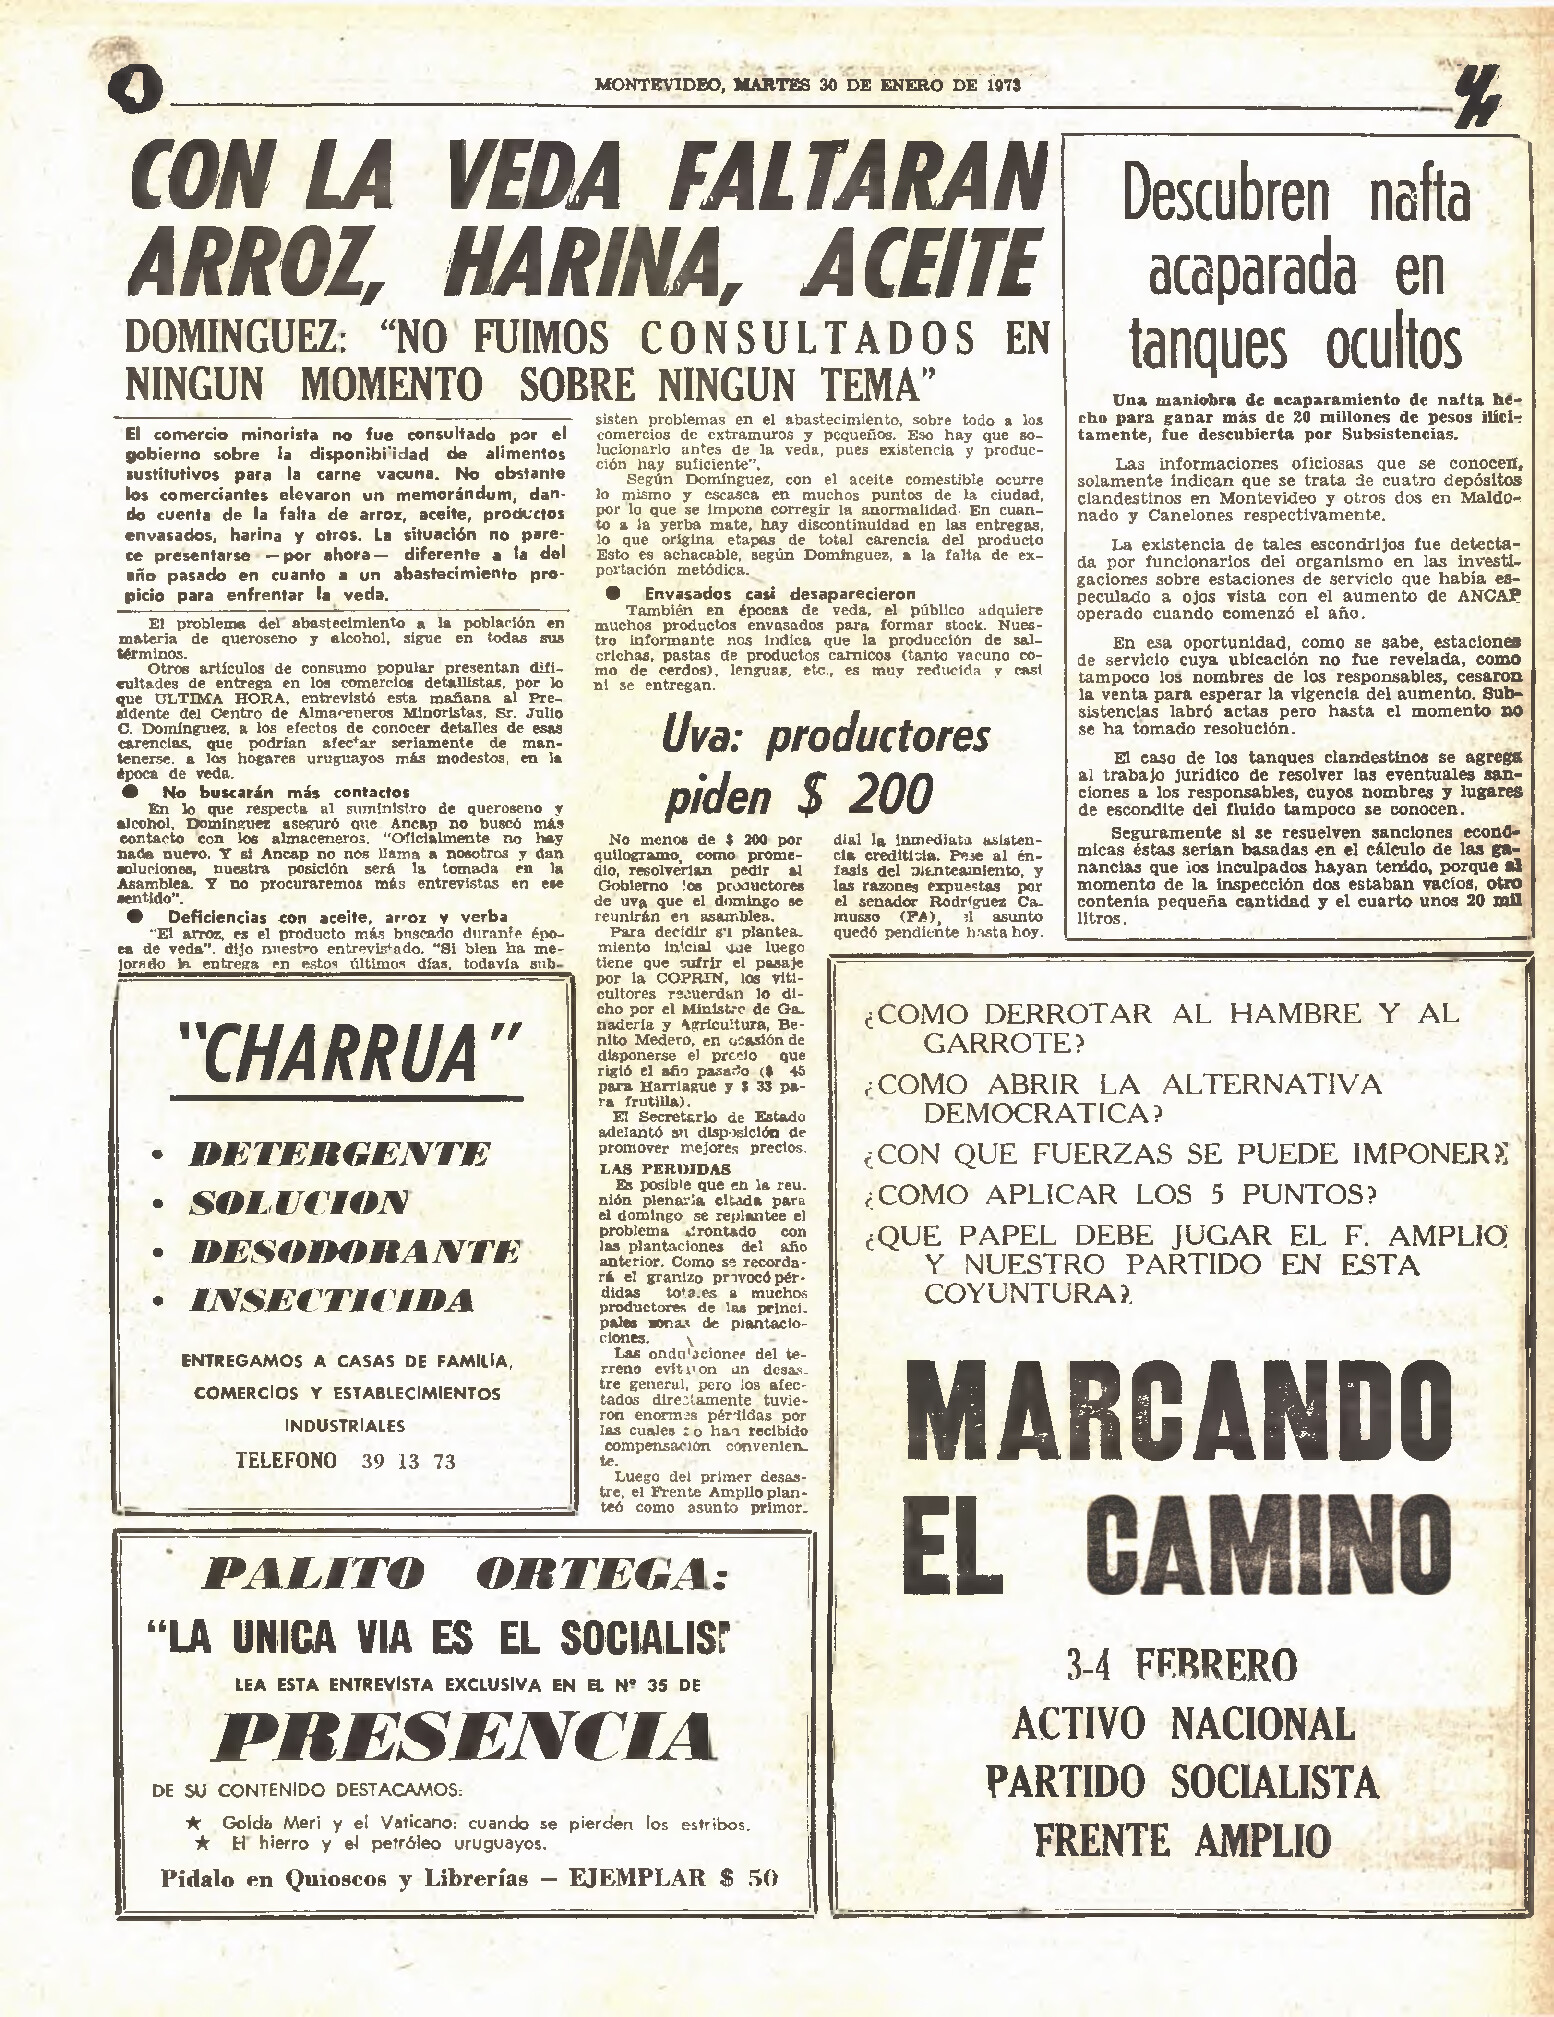 4
MONTEVIDEO, MARTES 30 DE ENERO DE 1973
CON LA VEDA FALTARAN
ARROZ, HARINA, ACEITE
DOMINGUEZ: "NO FUIMOS CONSULTADOS EN
NINGUN MOMENTO SOBRE NINGUN TEMA"
El comercio minorista no fue consultado por el
gobierno sobre la disponibilidad de alimentos
sustitutivos para la carne vacuna. No obstante
los comerciantes elevaron un memorándum, dan-
do cuenta de la falta de arroz, aceite, productos
envasados, harina y otros. La situación no pare-
ce presentarse —por ahora— diferente a la del
año pasado en cuanto a un abastecimiento pro-
picio para enfrentar la veda.
El problema del abastecimiento a la población en
materia de queroseno y alcohol, sigue en todas sus
términos.
Otros artículos de consumo popular presentan difi-
cultades de entrega en los comercios detallistas, por lo
que ULTIMA HORA, entrevistó esta mañana al Pre-
sidente del Centro de Almaceneros Minoristas, Sr. Julio
C. Domínguez, a los efectos de conocer detalles de esas
carencias, que podrían afectar seriamente de man-
tenerse, a los hogares uruguayos más modestos, en la
época de veda.
● No buscarán más contactos
En lo que respecta al suministro de queroseno y
alcohol, Domínguez aseguró que Ancap no buscó más
contacto con los almaceneros. "Oficialmente no hay
nada nuevo. Y si Ancap no nos llama a nosotros y dan
soluciones, nuestra posición será la tomada en la
Asamblea. Y no procuraremos más entrevistas en ese
sentido".
● Deficiencias con aceite, arroz y yerba
"El arroz, es el producto más buscado durante épo-
ca de veda", dijo nuestro entrevistado. "Si bien ha me-
jorado la entrega en estos últimos días, todavía sub-
sisten problemas en el abastecimiento, sobre todo a los
comercios de extramuros y pequeños. Eso hay que so-
lucionarlo antes de la veda, pues existencia y produc-
ción hay suficiente".
Según Domínguez, con el aceite comestible ocurre
lo mismo y escasea en muchos puntos de la ciudad,
por lo que se impone corregir la anormalidad. En cuan-
to a la yerba mate, hay discontinuidad en las entregas,
lo que origina etapas de total carencia del producto
Esto es achacable, según Domínguez, a la falta de ex-
portación metódica.
● Envasados casi desaparecieron
También en épocas de veda, el público adquiere
muchos productos envasados para formar stock. Nues-
tro informante nos indica que la producción de sal-
chichas, pastas de productos cárnicos (tanto vacuno co-
mo de cerdos), lenguas, etc., es muy reducida y casi
ni se entregan.
Uva: productores
piden $ 200
No menos de $ 200 por
quilogramo, como prome-
dio, resolverían pedir al
Gobierno los productores
de uva que el domingo se
reunirán en asamblea.
Para decidir su plantea-
miento inicial que luego
tiene que sufrir el pasaje
por la COPRIN, los viti-
cultores recuerdan lo di-
cho por el Ministro de Ga-
nadería y Agricultura, Be-
nito Medero, en ocasión de
disponerse el precio que
rigió el año pasado ($ 45
para Harriague y $ 33 pa-
ra frutilla).
El Secretario de Estado
adelantó su disposición de
promover mejores precios.
LAS PERDIDAS
Es posible que en la reu-
nión plenaria citada para
el domingo se replantee el
problema afrontado con
las plantaciones del año
anterior. Como se recorda-
rá el granizo provocó pér-
didas totales a muchos
productores de las princi-
pales zonas de plantacio-
ciones.
Las ondulaciones del te-
rreno evitaron un desas-
tre general, pero los afec-
tados directamente tuvie-
ron enormes pérdidas por
las cuales no han recibido
compensación convenien-
te.
Luego del primer desas-
tre, el Frente Amplio plan-
teó como asunto primor-
dial la inmediata asisten-
cia crediticia. Pese al én-
fasis del planteamiento, y
las razones expuestas por
el senador Rodríguez Ca-
musso (FA), el asunto
quedó pendiente hasta hoy.
Descubren nafta
acaparada en
tanques ocultos
Una maniobra de acaparamiento de nafta he-
cho para ganar más de 20 millones de pesos ilíci-
tamente, fue descubierta por Subsistencias.
Las informaciones oficiosas que se conocen,
solamente indican que se trata de cuatro depósitos
clandestinos en Montevideo y otros dos en Maldo-
nado y Canelones respectivamente.
La existencia de tales escondrijos fue detecta-
da por funcionarios del organismo en las investi-
gaciones sobre estaciones de servicio que había es-
peculado a ojos vista con el aumento de ANCAP
operado cuando comenzó el año.
En esa oportunidad, como se sabe, estaciones
de servicio cuya ubicación no fue revelada, como
tampoco los nombres de los responsables, cesaron
la venta para esperar la vigencia del aumento. Sub-
sistencias labró actas pero hasta el momento no
se ha tomado resolución.
El caso de los tanques clandestinos se agrega
al trabajo jurídico de resolver las eventuales san-
ciones a los responsables, cuyos nombres y lugares
de escondite del fluido tampoco se conocen.
Seguramente si se resuelven sanciones econó-
micas éstas serían basadas en el cálculo de las ga-
nancias que los inculpados hayan tenido, porque al
momento de la inspección dos estaban vacíos, otro
contenía pequeña cantidad y el cuarto unos 20 mil
litros.
"CHARRUA"
• DETERGENTE
• SOLUCION
• DESODORANTE
• INSECTICIDA
ENTREGAMOS A CASAS DE FAMILIA,
COMERCIOS Y ESTABLECIMIENTOS
INDUSTRIALES
TELEFONO 39 13 73
PALITO ORTEGA:
"LA UNICA VIA ES EL SOCIALIS
LEA ESTA ENTREVISTA EXCLUSIVA EN EL Nº 35 DE
PRESENCIA
DE SU CONTENIDO DESTACAMOS:
★ Golda Meri y el Vaticano: cuando se pierden los estribos.
★ El hierro y el petróleo uruguayos.
Pídalo en Quioscos y Librerías — EJEMPLAR $ 50
¿COMO DERROTAR AL HAMBRE Y AL
GARROTE?
¿COMO ABRIR LA ALTERNATIVA
DEMOCRATICA?
¿CON QUE FUERZAS SE PUEDE IMPONER?
¿COMO APLICAR LOS 5 PUNTOS?
¿QUE PAPEL DEBE JUGAR EL F. AMPLIO
Y NUESTRO PARTIDO EN ESTA
COYUNTURA?
MARCANDO
EL CAMINO
3-4 FEBRERO
ACTIVO NACIONAL
PARTIDO SOCIALISTA
FRENTE AMPLIO